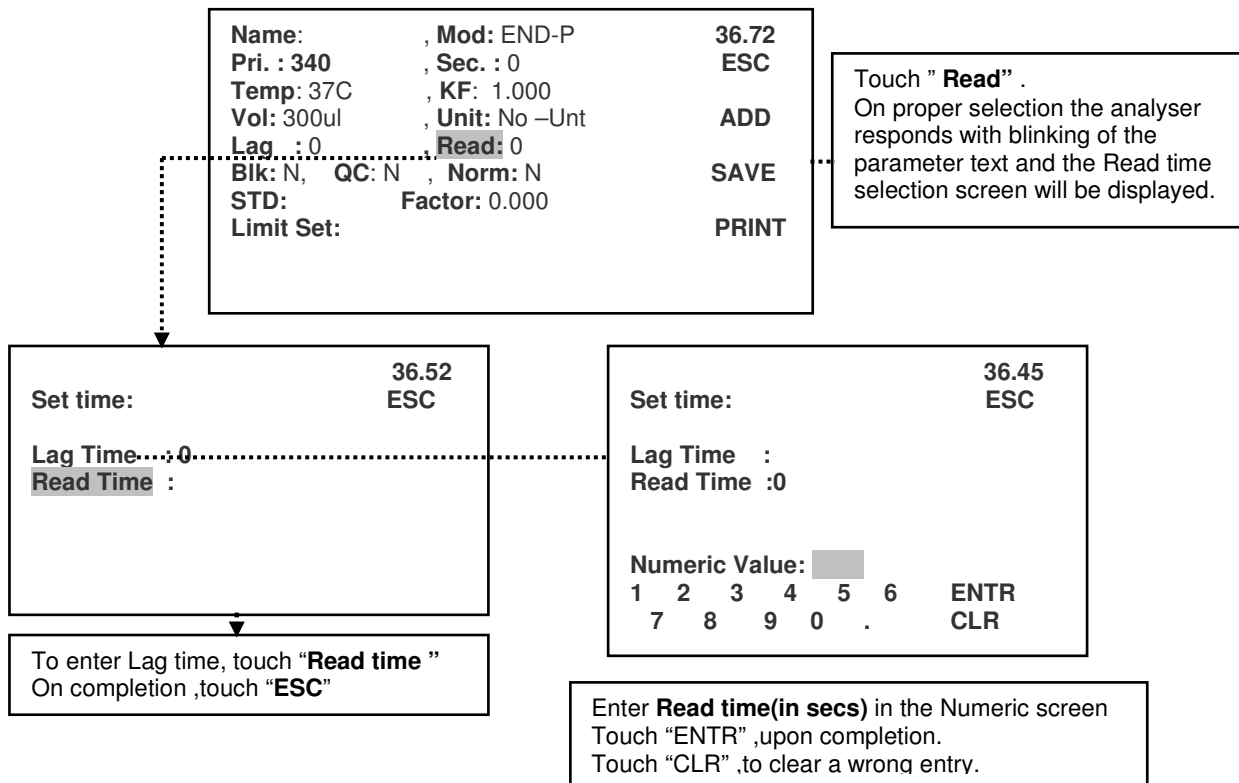 Name: , Mod: END-P 36.72
Pri. : 340 , Sec. : 0 ESC
Temp: 37C , KF: 1.000
Vol: 300ul , Unit: No –Unt ADD
Lag : 0 , Read: 0
Blk: N, QC: N , Norm: N SAVE
STD: Factor: 0.000
Limit Set: PRINT
Touch ” Read” .
On proper selection the analyser
responds with blinking of the
parameter text and the Read time
selection screen will be displayed.
36.52
Set time: ESC
Lag Time : 0
Read Time :
To enter Lag time, touch “Read time ”
On completion ,touch “ESC”
36.45
Set time: ESC
Lag Time :
Read Time :0
Numeric Value:
1 2 3 4 5 6 ENTR
7 8 9 0 . CLR
Enter Read time(in secs) in the Numeric screen
Touch “ENTR” ,upon completion.
Touch “CLR” ,to clear a wrong entry.